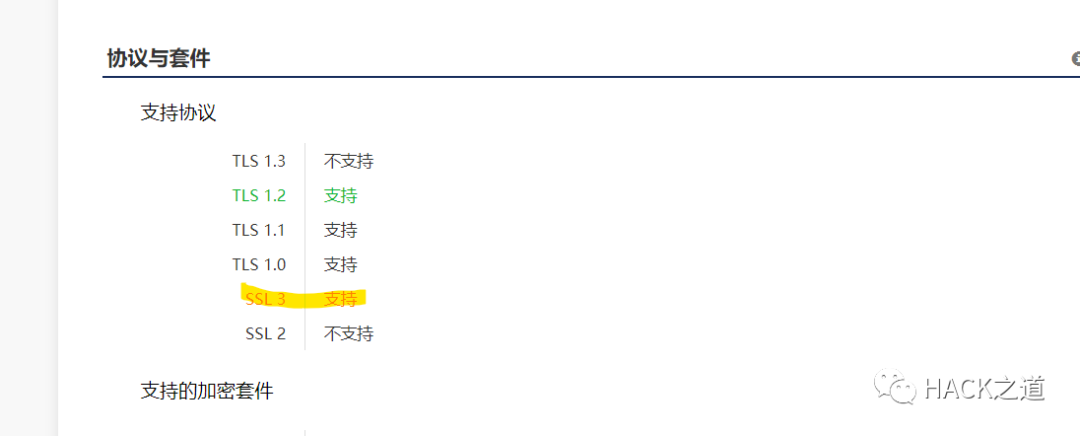 协议与套件
支持协议
TLS 1.3 不支持
TLS 1.2 支持
TLS 1.1 支持
TLS 1.0 支持
SSL 3 支持
SSL 2 不支持
支持的加密套件
HACK之道